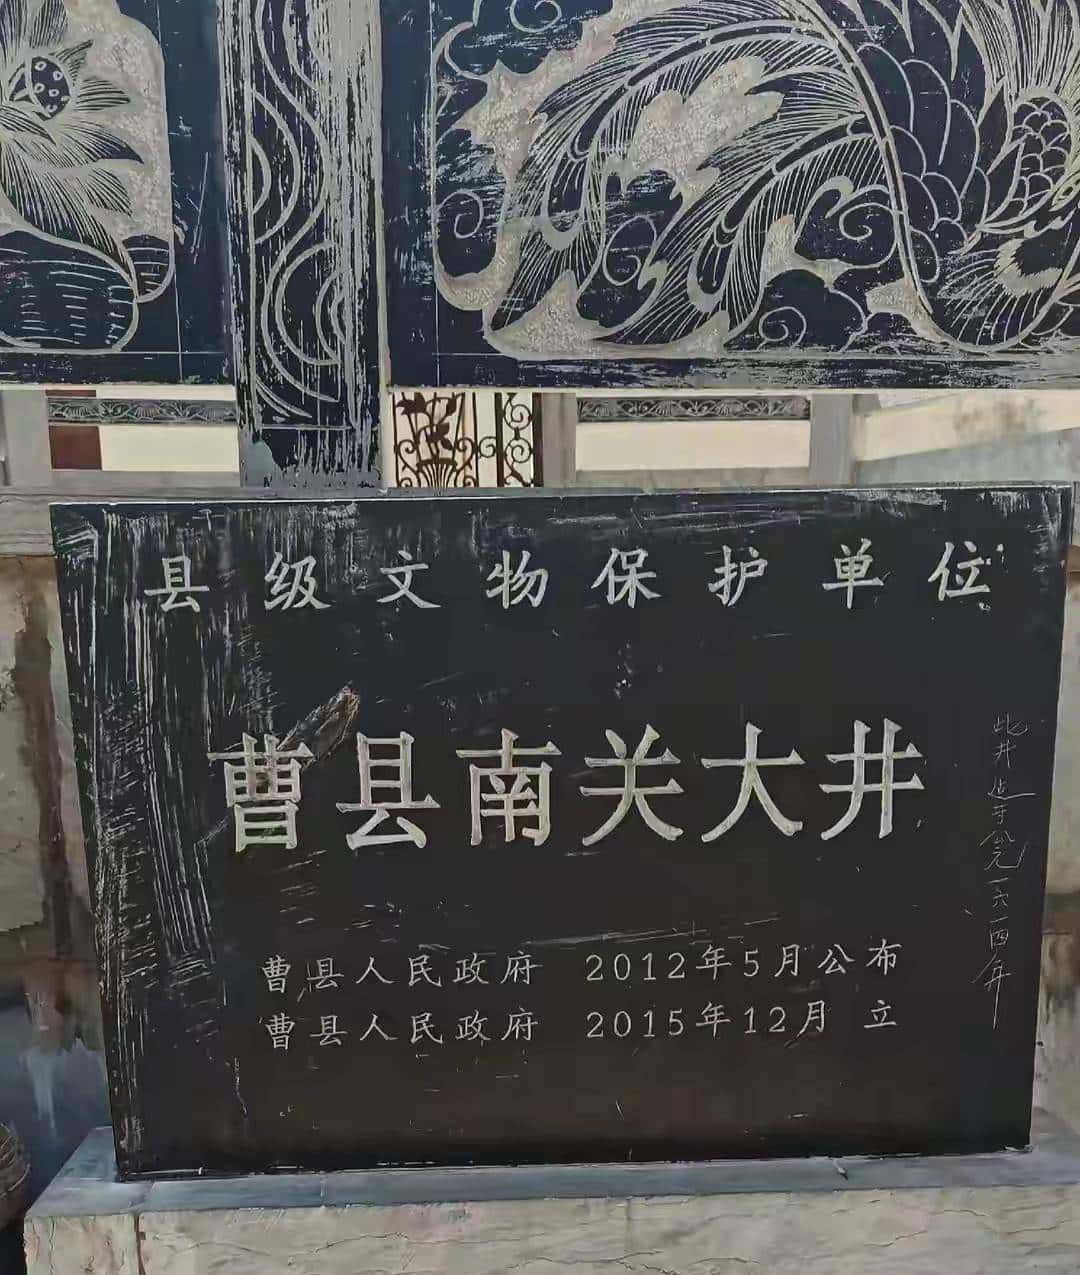 县级文物保护单位
曹县南关大井
曹县人民政府 2012年5月公布
曹县人民政府 2015年12月 立
此井造于公元一六一四年